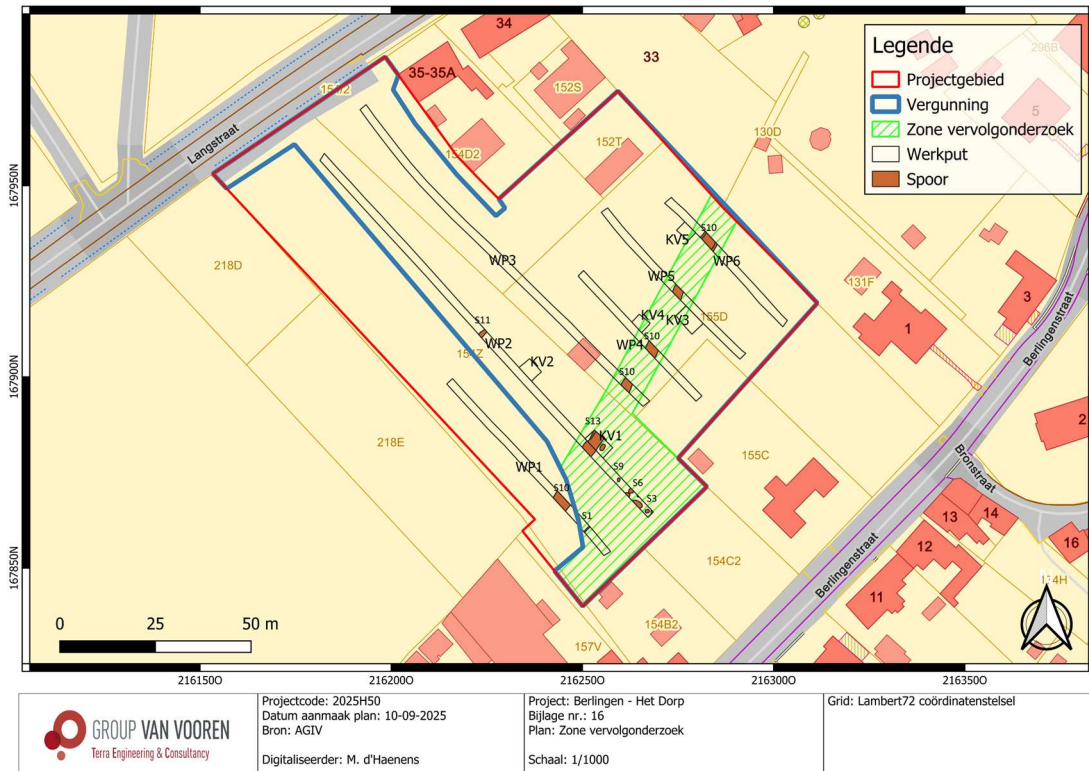 Legende
Projectgebied
Vergunning
Zone vervolgonderzoek
Werkput
Spoor
34
33
35-35A
152S
130D
296B
5
Langstraat
154D2
152T
167950N
218D
S10
KV5
WP6
WP3
WP5
131F
3
KV4
KV3
155D
1
Berlingenstraat
S11
WP2
WP4
S10
167900N
KV2
S10
2
218E
S13
KV1
155C
Bronstraat
WP1
S9
S10
S6
S3
13
14
S1
12
16
167850N
154C2
Berlingenstraat
11
N
0 25 50 m
154B2
157V
2161500 2162000 2162500 2163000 2163500
GROUP VAN VOOREN
Terra Engineering & Consultancy
Projectcode: 2025H50
Datum aanmaak plan: 10-09-2025
Bron: AGIV
Digitaliseerder: M. d'Haenens
Project: Berlingen - Het Dorp
Bijlage nr.: 16
Plan: Zone vervolgonderzoek
Schaal: 1/1000
Grid: Lambert72 coördinatenstelsel